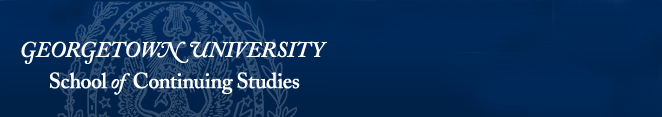 GEORGETOWN UNIVERSITY
School of Continuing Studies